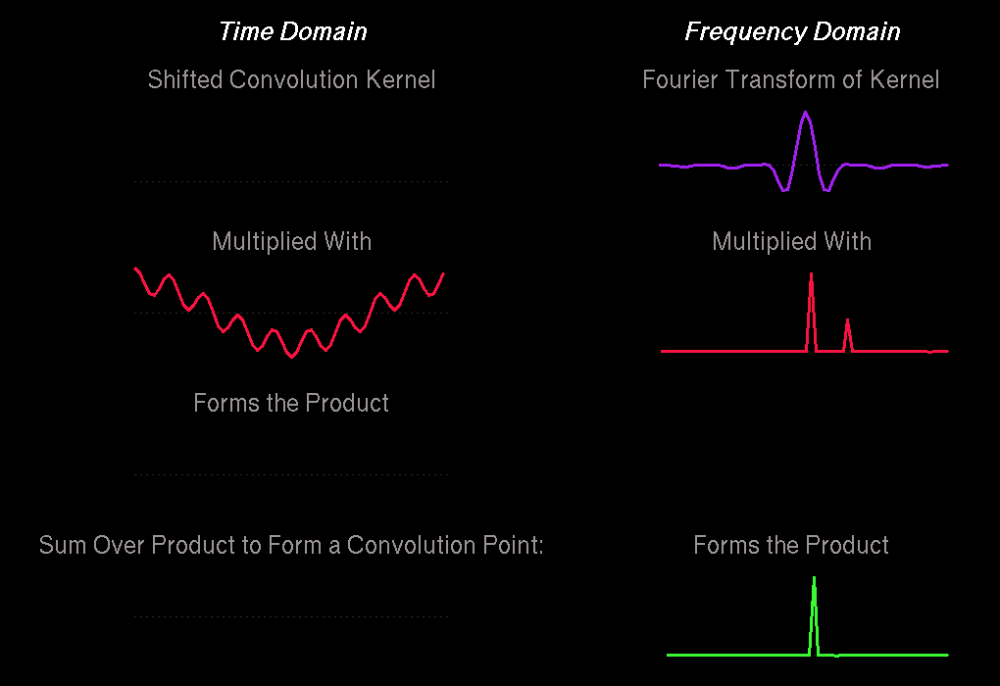 Time Domain
Frequency Domain
Shifted Convolution Kernel
Fourier Transform of Kernel
Multiplied With
Multiplied With
Forms the Product
Sum Over Product to Form a Convolution Point:
Forms the Product